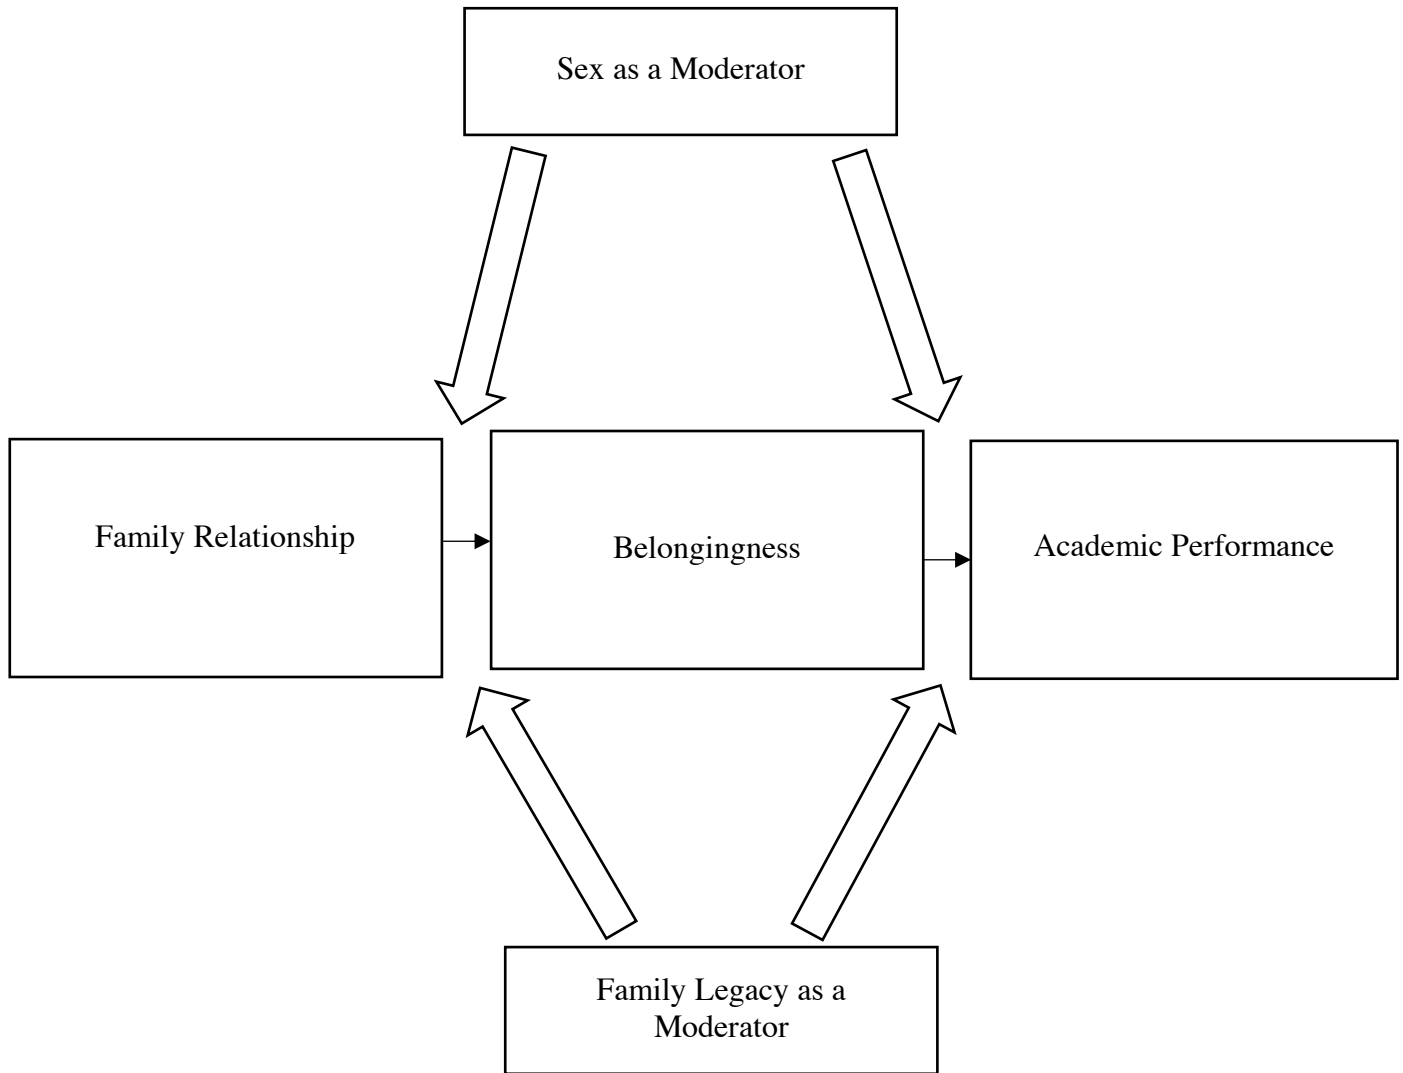 Sex as a Moderator
Family Relationship
Belongingness
Academic Performance
Family Legacy as a
Moderator